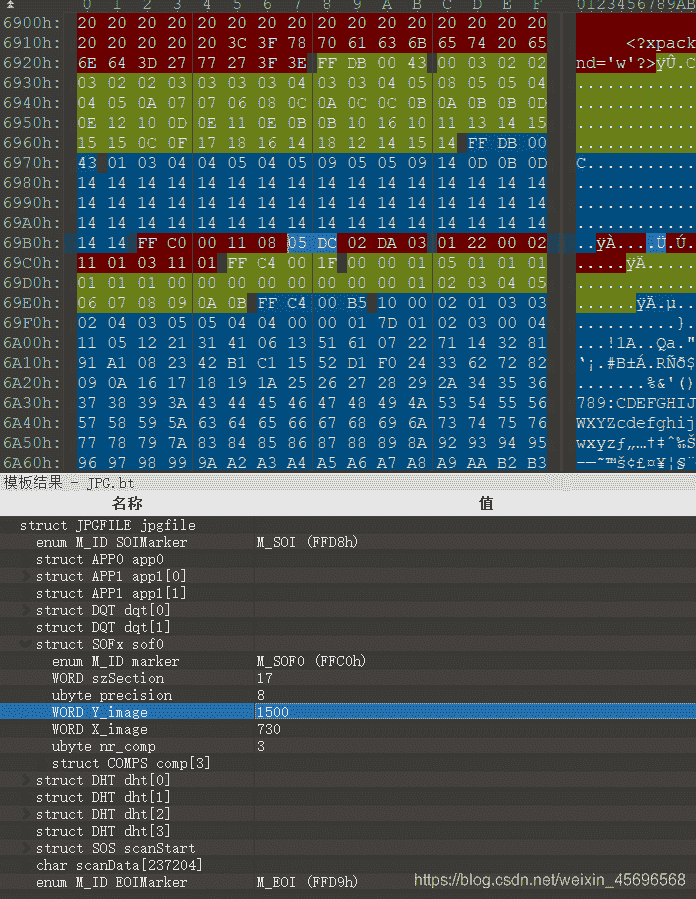 0 1 2 3 4 5 6 7 8 9 A B C D E F 0123456789AB
6900h: 20 20 20 20 20 20 20 20 20 20 20 20 20 20 20 20
6910h: 20 20 20 20 20 3C 3F 78 70 61 63 6B 65 74 20 65 <?xpack
6920h: 6E 64 3D 27 77 27 3F 3E FF DB 00 43 00 03 02 02 nd='w'?>ÿÛ.C
6930h: 03 02 02 03 03 03 03 04 03 03 04 05 08 05 05 04 ............
6940h: 04 05 0A 07 07 06 08 0C 0A 0C 0C 0B 0A 0B 0B 0D ............
6950h: 0E 12 10 0D 0E 11 0E 0B 0B 10 16 10 11 13 14 15 ............
6960h: 15 15 0C 0F 17 18 16 14 18 12 14 15 14 FF DB 00 ............
6970h: 43 01 03 04 04 05 04 05 09 05 05 09 14 0D 0B 0D C...........
6980h: 14 14 14 14 14 14 14 14 14 14 14 14 14 14 14 14 ............
6990h: 14 14 14 14 14 14 14 14 14 14 14 14 14 14 14 14 ............
69A0h: 14 14 14 14 14 14 14 14 14 14 14 14 14 14 14 14 ............
69B0h: 14 14 FF C0 00 11 08 05 DC 02 DA 03 01 22 00 02 ..ÿÀ....Ü.Ú.
69C0h: 11 01 03 11 01 FF C4 00 1F 00 00 01 05 01 01 01 .....ÿÄ.....
69D0h: 01 01 01 00 00 00 00 00 00 00 00 01 02 03 04 05 ............
69E0h: 06 07 08 09 0A 0B FF C4 00 B5 10 00 02 01 03 03 ......ÿÄ.µ..
69F0h: 02 04 03 05 05 04 04 00 00 01 7D 01 02 03 00 04 ..........}.
6A00h: 11 05 12 21 31 41 06 13 51 61 07 22 71 14 32 81 ...!1A..Qa."
6A10h: 91 A1 08 23 42 B1 C1 15 52 D1 F0 24 33 62 72 82 ‘¡.#B±Á.RÑð$
6A20h: 09 0A 16 17 18 19 1A 25 26 27 28 29 2A 34 35 36 .......%&'()
6A30h: 37 38 39 3A 43 44 45 46 47 48 49 4A 53 54 55 56 789:CDEFGHIJ
6A40h: 57 58 59 5A 63 64 65 66 67 68 69 6A 73 74 75 76 WXYZcdefghij
6A50h: 77 78 79 7A 83 84 85 86 87 88 89 8A 92 93 94 95 wxyzƒ„…†‡ˆ‰Š
6A60h: 96 97 98 99 9A A2 A3 A4 A5 A6 A7 A8 A9 AA B2 B3 –—˜™š¢£¤¥¦§¨
模板结果 - JPG.bt
名称 值
struct JPGFILE jpgfile
enum M_ID SOIMarker M_SOI (FFD8h)
struct APP0 app0
struct APP1 app1[0]
struct APP1 app1[1]
struct DQT dqt[0]
struct DQT dqt[1]
struct SOFx sof0
enum M_ID marker M_SOF0 (FFC0h)
WORD szSection 17
ubyte precision 8
WORD Y_image 1500
WORD X_image 730
ubyte nr_comp 3
struct COMPS comp[3]
struct DHT dht[0]
struct DHT dht[1]
struct DHT dht[2]
struct DHT dht[3]
struct SOS scanStart
char scanData[237204]
enum M_ID EOIMarker M_EOI (FFD9h)
https://blog.csdn.net/weixin_45696568